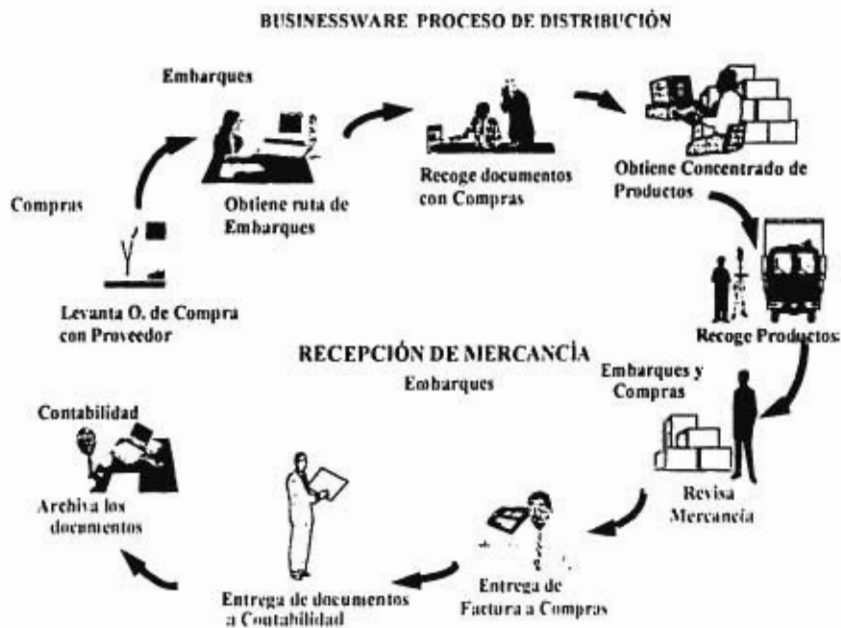 BUSINESSWARE PROCESO DE DISTRIBUCIÓN
Embarques
Obtiene ruta de
Embarques
Recoge documentos
con Compras
Obtiene Concentrado de
Productos
Compras
Levanta O. de Compra
con Proveedor
Recoge Productos
RECEPCIÓN DE MERCANCÌA
Embarques
Embarques y
Compras
Revisa
Mercancía
Contabilidad
Archiva los
documentos
Entrega de
Factura a Compras
Entrega de documentos
a Contabilidad